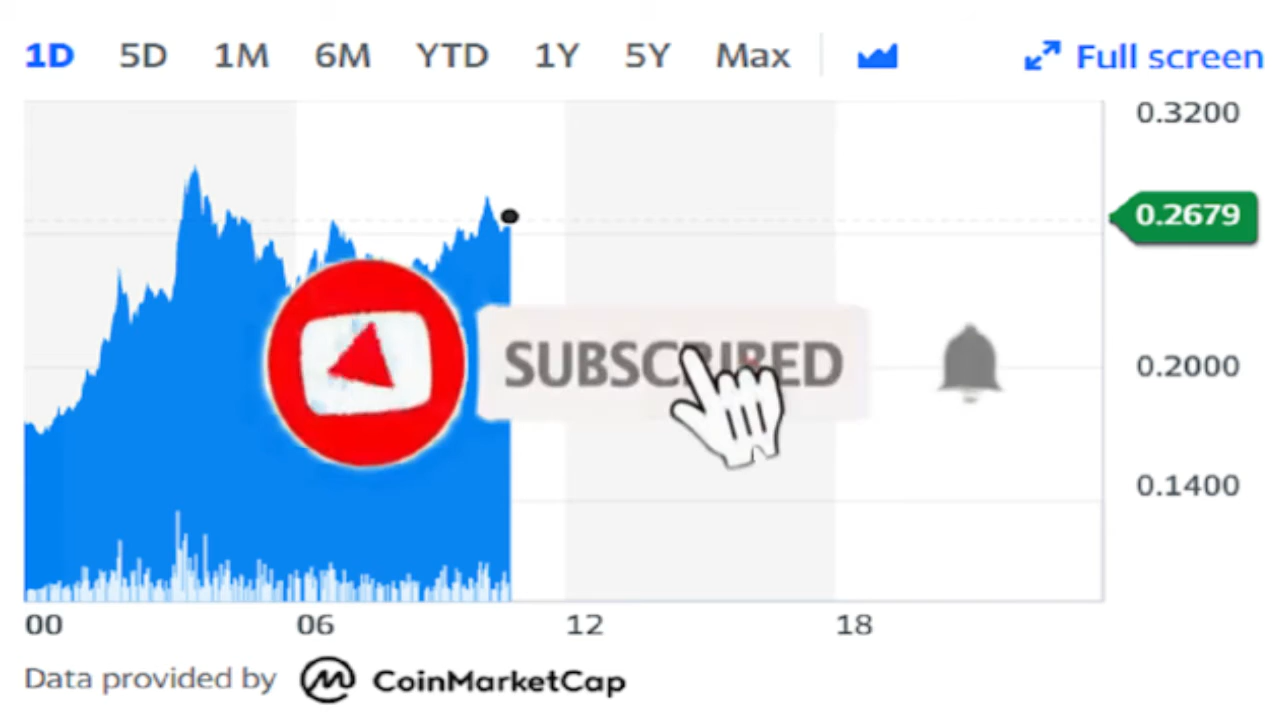 1D 5D 1M 6M YTD 1Y 5Y Max Full screen
0.3200
0.2679
SUBSCRIBED
0.2000
0.1400
00 06 12 18
Data provided by CoinMarketCap